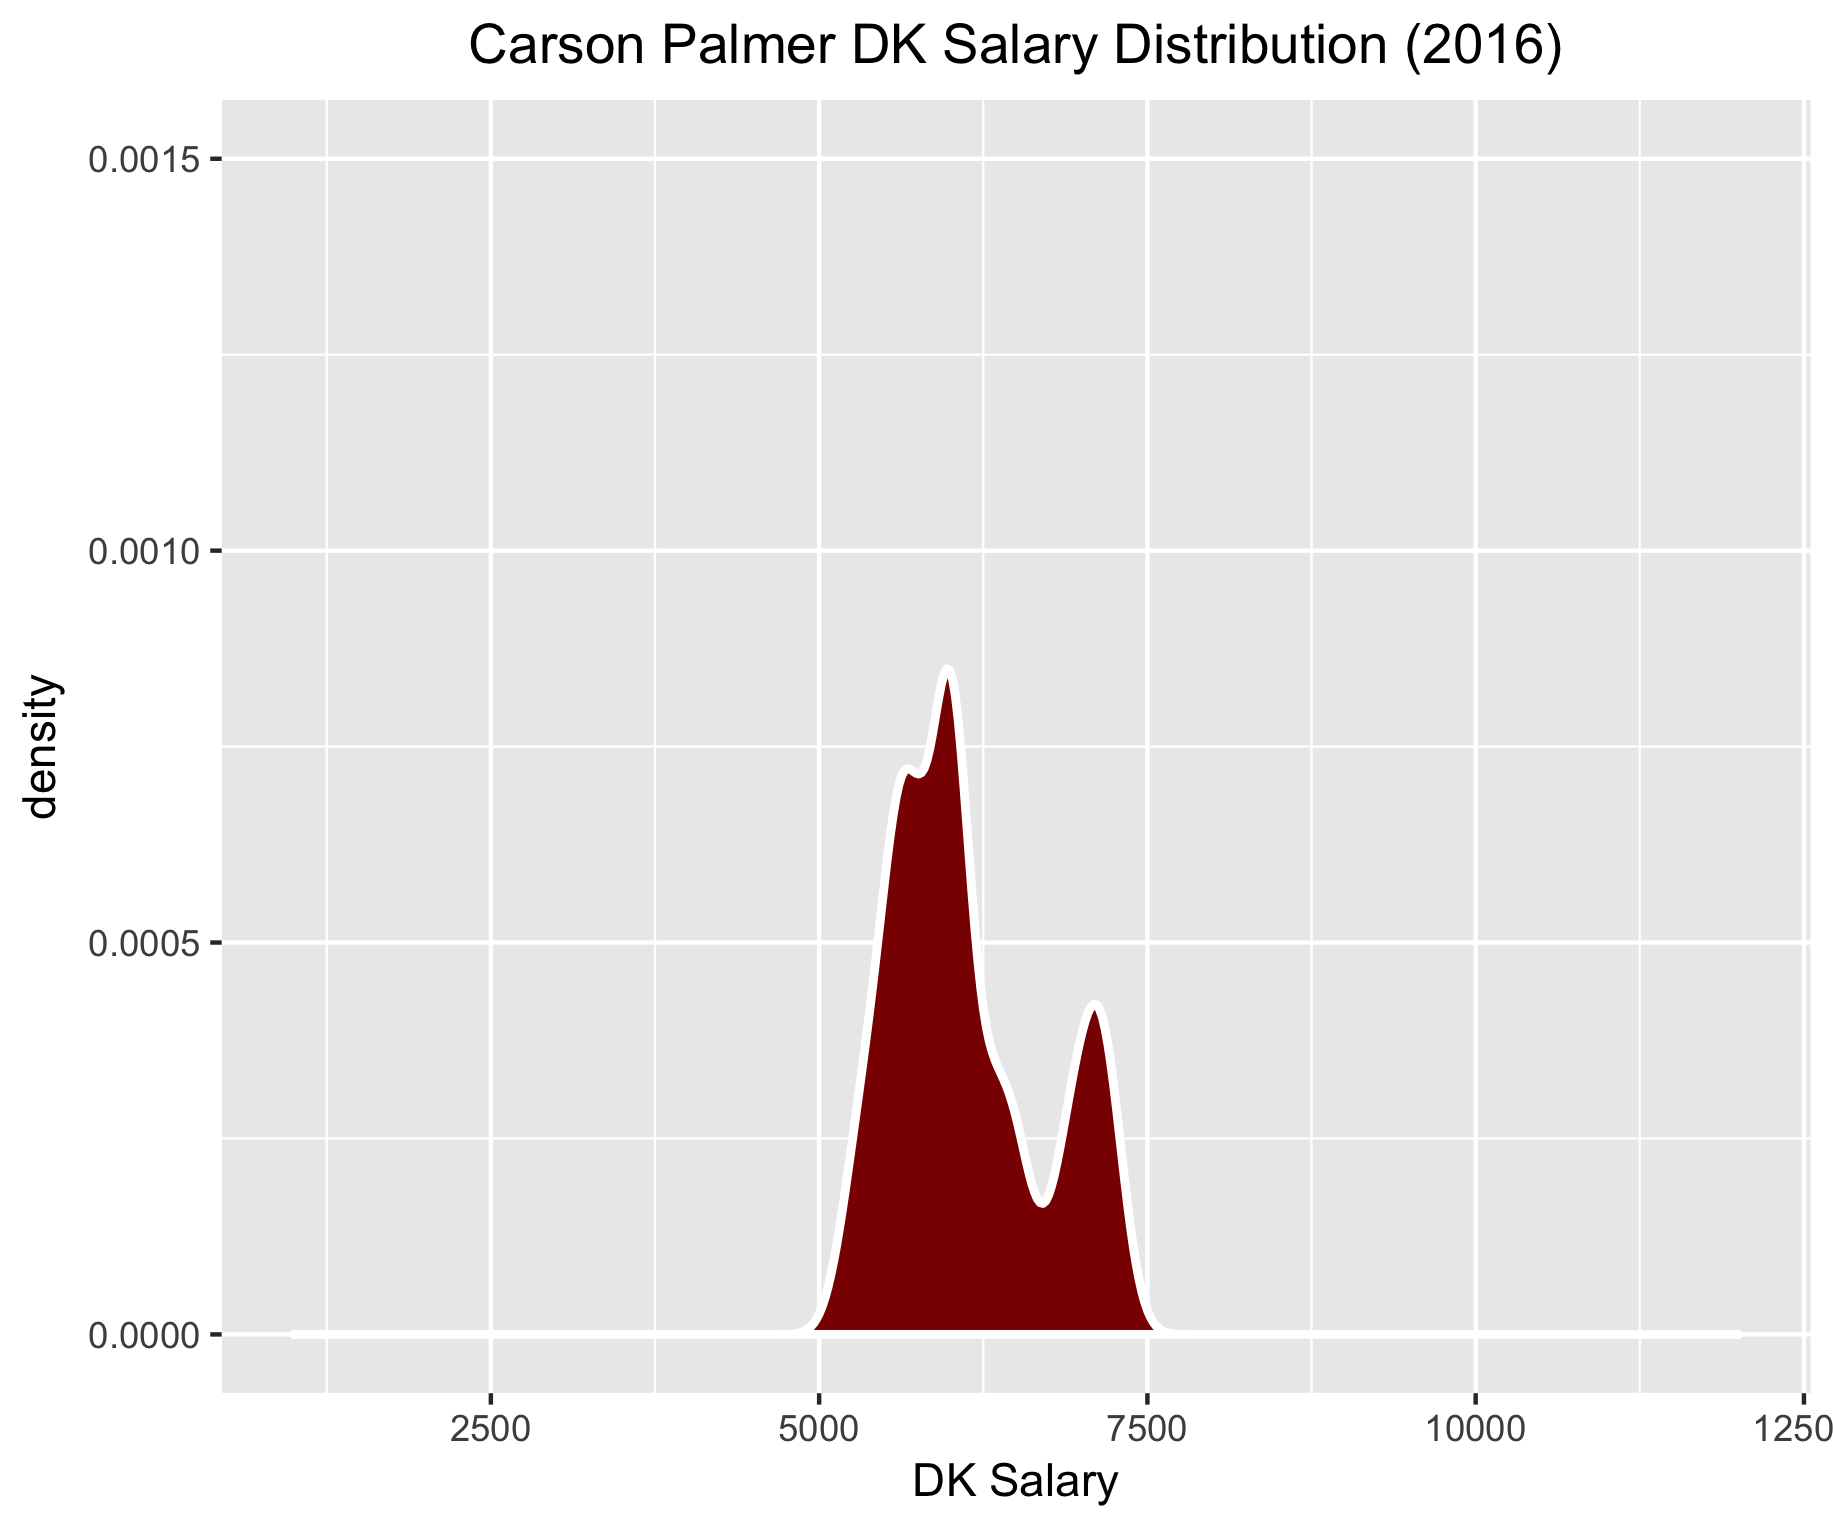 Carson Palmer DK Salary Distribution (2016)
0.0015
0.0010
density
0.0005
0.0000
2500 5000 7500 10000 1250
DK Salary